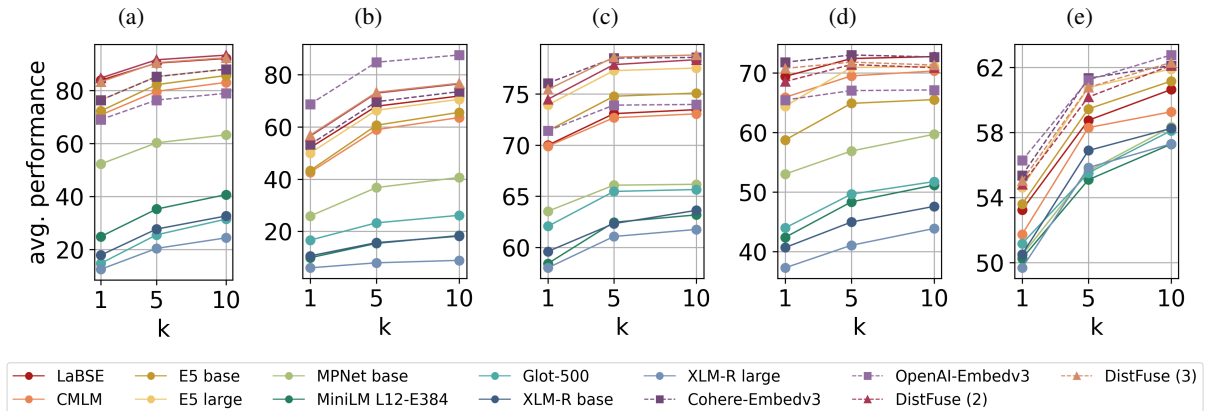 (a) (b) (c) (d) (e)
avg. performance
80
60
40
20
1 5 10
k
80
60
40
20
1 5 10
k
75
70
65
60
1 5 10
k
70
60
50
40
1 5 10
k
62
58
54
50
1 5 10
k
LaBSE E5 base MPNet base Glot-500 XLM-R large OpenAI-Embedv3 DistFuse (3)
CMLM E5 large MiniLM L12-E384 XLM-R base Cohere-Embedv3 DistFuse (2)